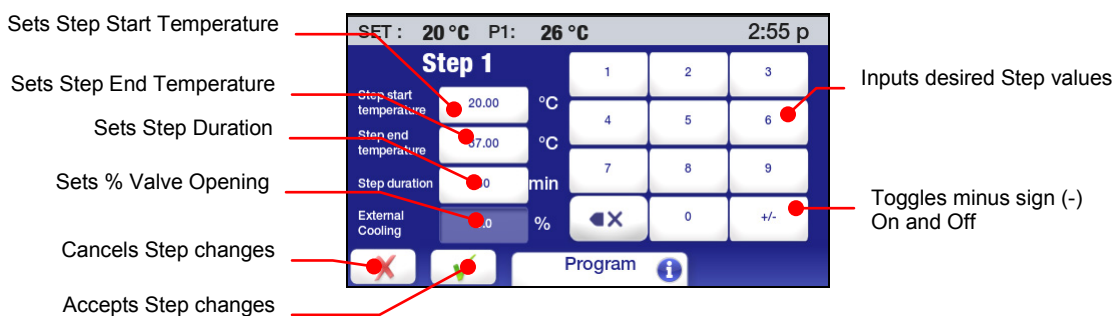 Sets Step Start Temperature
Sets Step End Temperature
Sets Step Duration
Sets % Valve Opening
Cancels Step changes
Accepts Step changes
SET : 20 °C P1: 26 °C 2:55 p
Step 1
Step start
temperature
20.00 °C
Step end
temperature
°C
Step duration
min
External
Cooling
%
1 2 3
4 5 6
7 8 9
X 0 +/-
Program i
Inputs desired Step values
Toggles minus sign (-)
On and Off